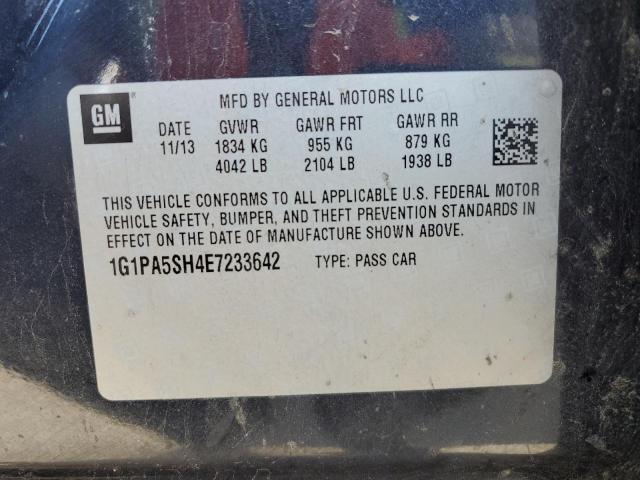 GM
MFD BY GENERAL MOTORS LLC
DATE GVWR GAWR FRT GAWR RR
11/13 1834 KG 955 KG 879 KG
4042 LB 2104 LB 1938 LB
THIS VEHICLE CONFORMS TO ALL APPLICABLE U.S. FEDERAL MOTOR
VEHICLE SAFETY, BUMPER, AND THEFT PREVENTION STANDARDS IN
EFFECT ON THE DATE OF MANUFACTURE SHOWN ABOVE.
1G1PA5SH4E7233642 TYPE: PASS CAR